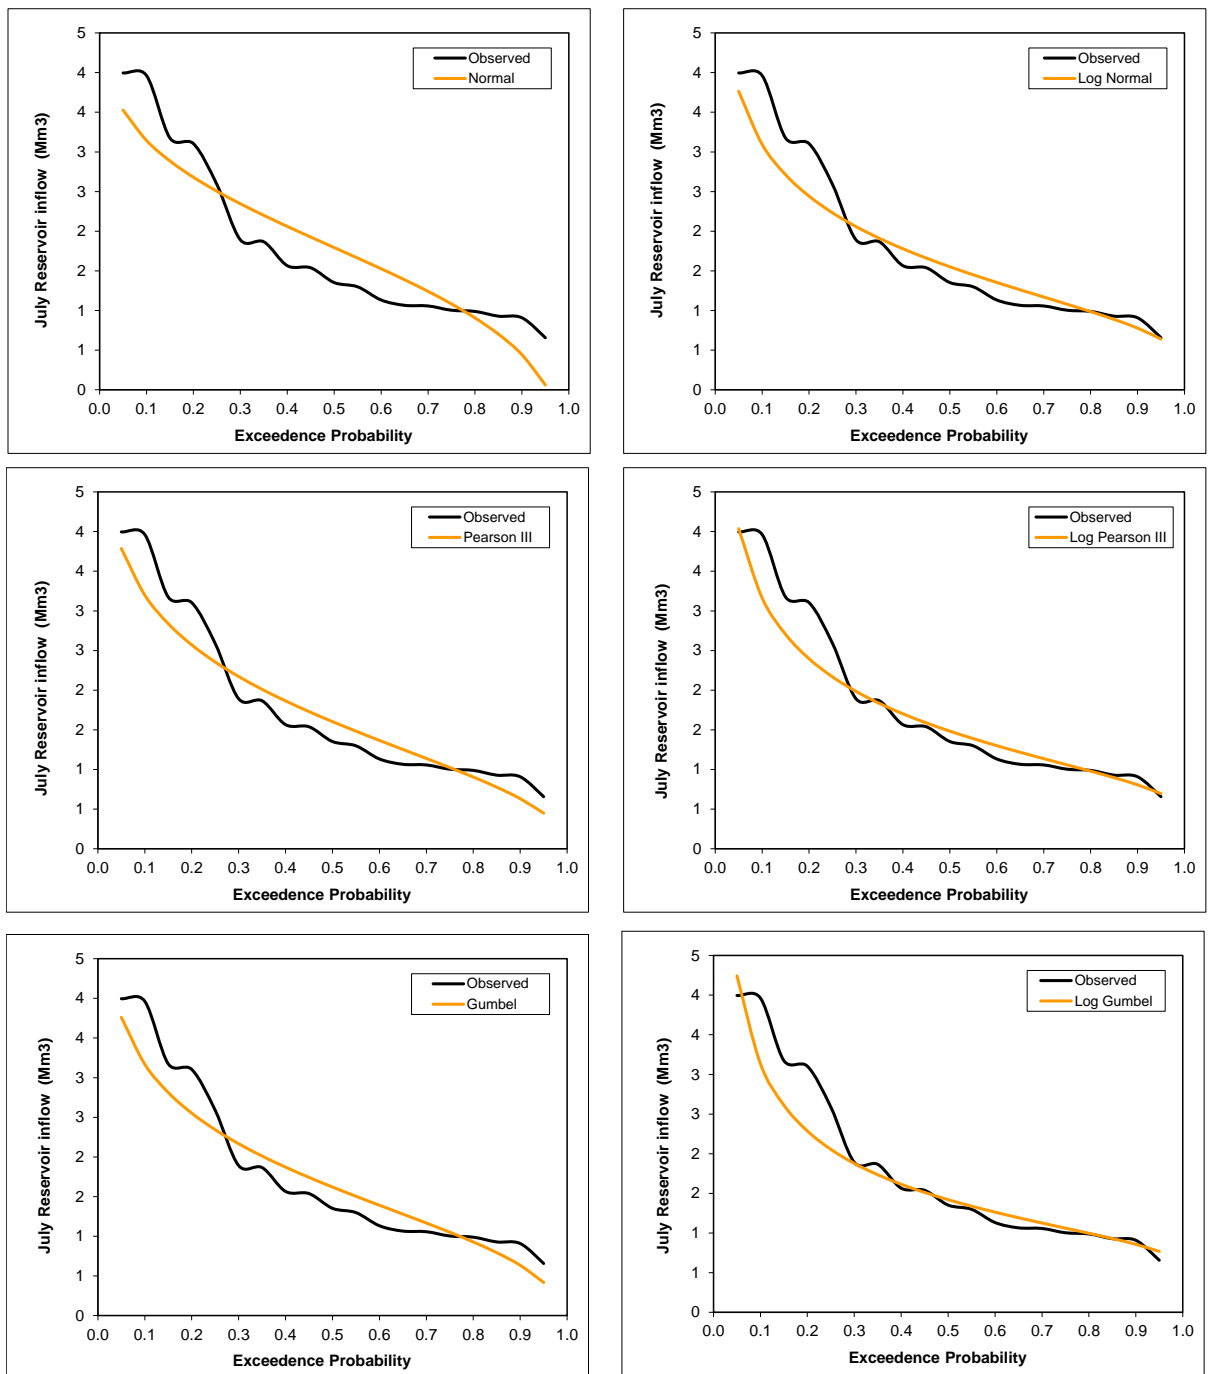 5
4
4
3
3
2
2
1
1
0
July Reservoir inflow (Mm3)
Observed
Normal
0.0 0.1 0.2 0.3 0.4 0.5 0.6 0.7 0.8 0.9 1.0
Exceedence Probability
5
4
4
3
3
2
2
1
1
0
July Reservoir inflow (Mm3)
Observed
Log Normal
0.0 0.1 0.2 0.3 0.4 0.5 0.6 0.7 0.8 0.9 1.0
Exceedence Probability
5
4
4
3
3
2
2
1
1
0
July Reservoir inflow (Mm3)
Observed
Pearson III
0.0 0.1 0.2 0.3 0.4 0.5 0.6 0.7 0.8 0.9 1.0
Exceedence Probability
5
4
4
3
3
2
2
1
1
0
July Reservoir inflow (Mm3)
Observed
Log Pearson III
0.0 0.1 0.2 0.3 0.4 0.5 0.6 0.7 0.8 0.9 1.0
Exceedence Probability
5
4
4
3
3
2
2
1
1
0
July Reservoir inflow (Mm3)
Observed
Gumbel
0.0 0.1 0.2 0.3 0.4 0.5 0.6 0.7 0.8 0.9 1.0
Exceedence Probability
5
4
4
3
3
2
2
1
1
0
July Reservoir inflow (Mm3)
Observed
Log Gumbel
0.0 0.1 0.2 0.3 0.4 0.5 0.6 0.7 0.8 0.9 1.0
Exceedence Probability